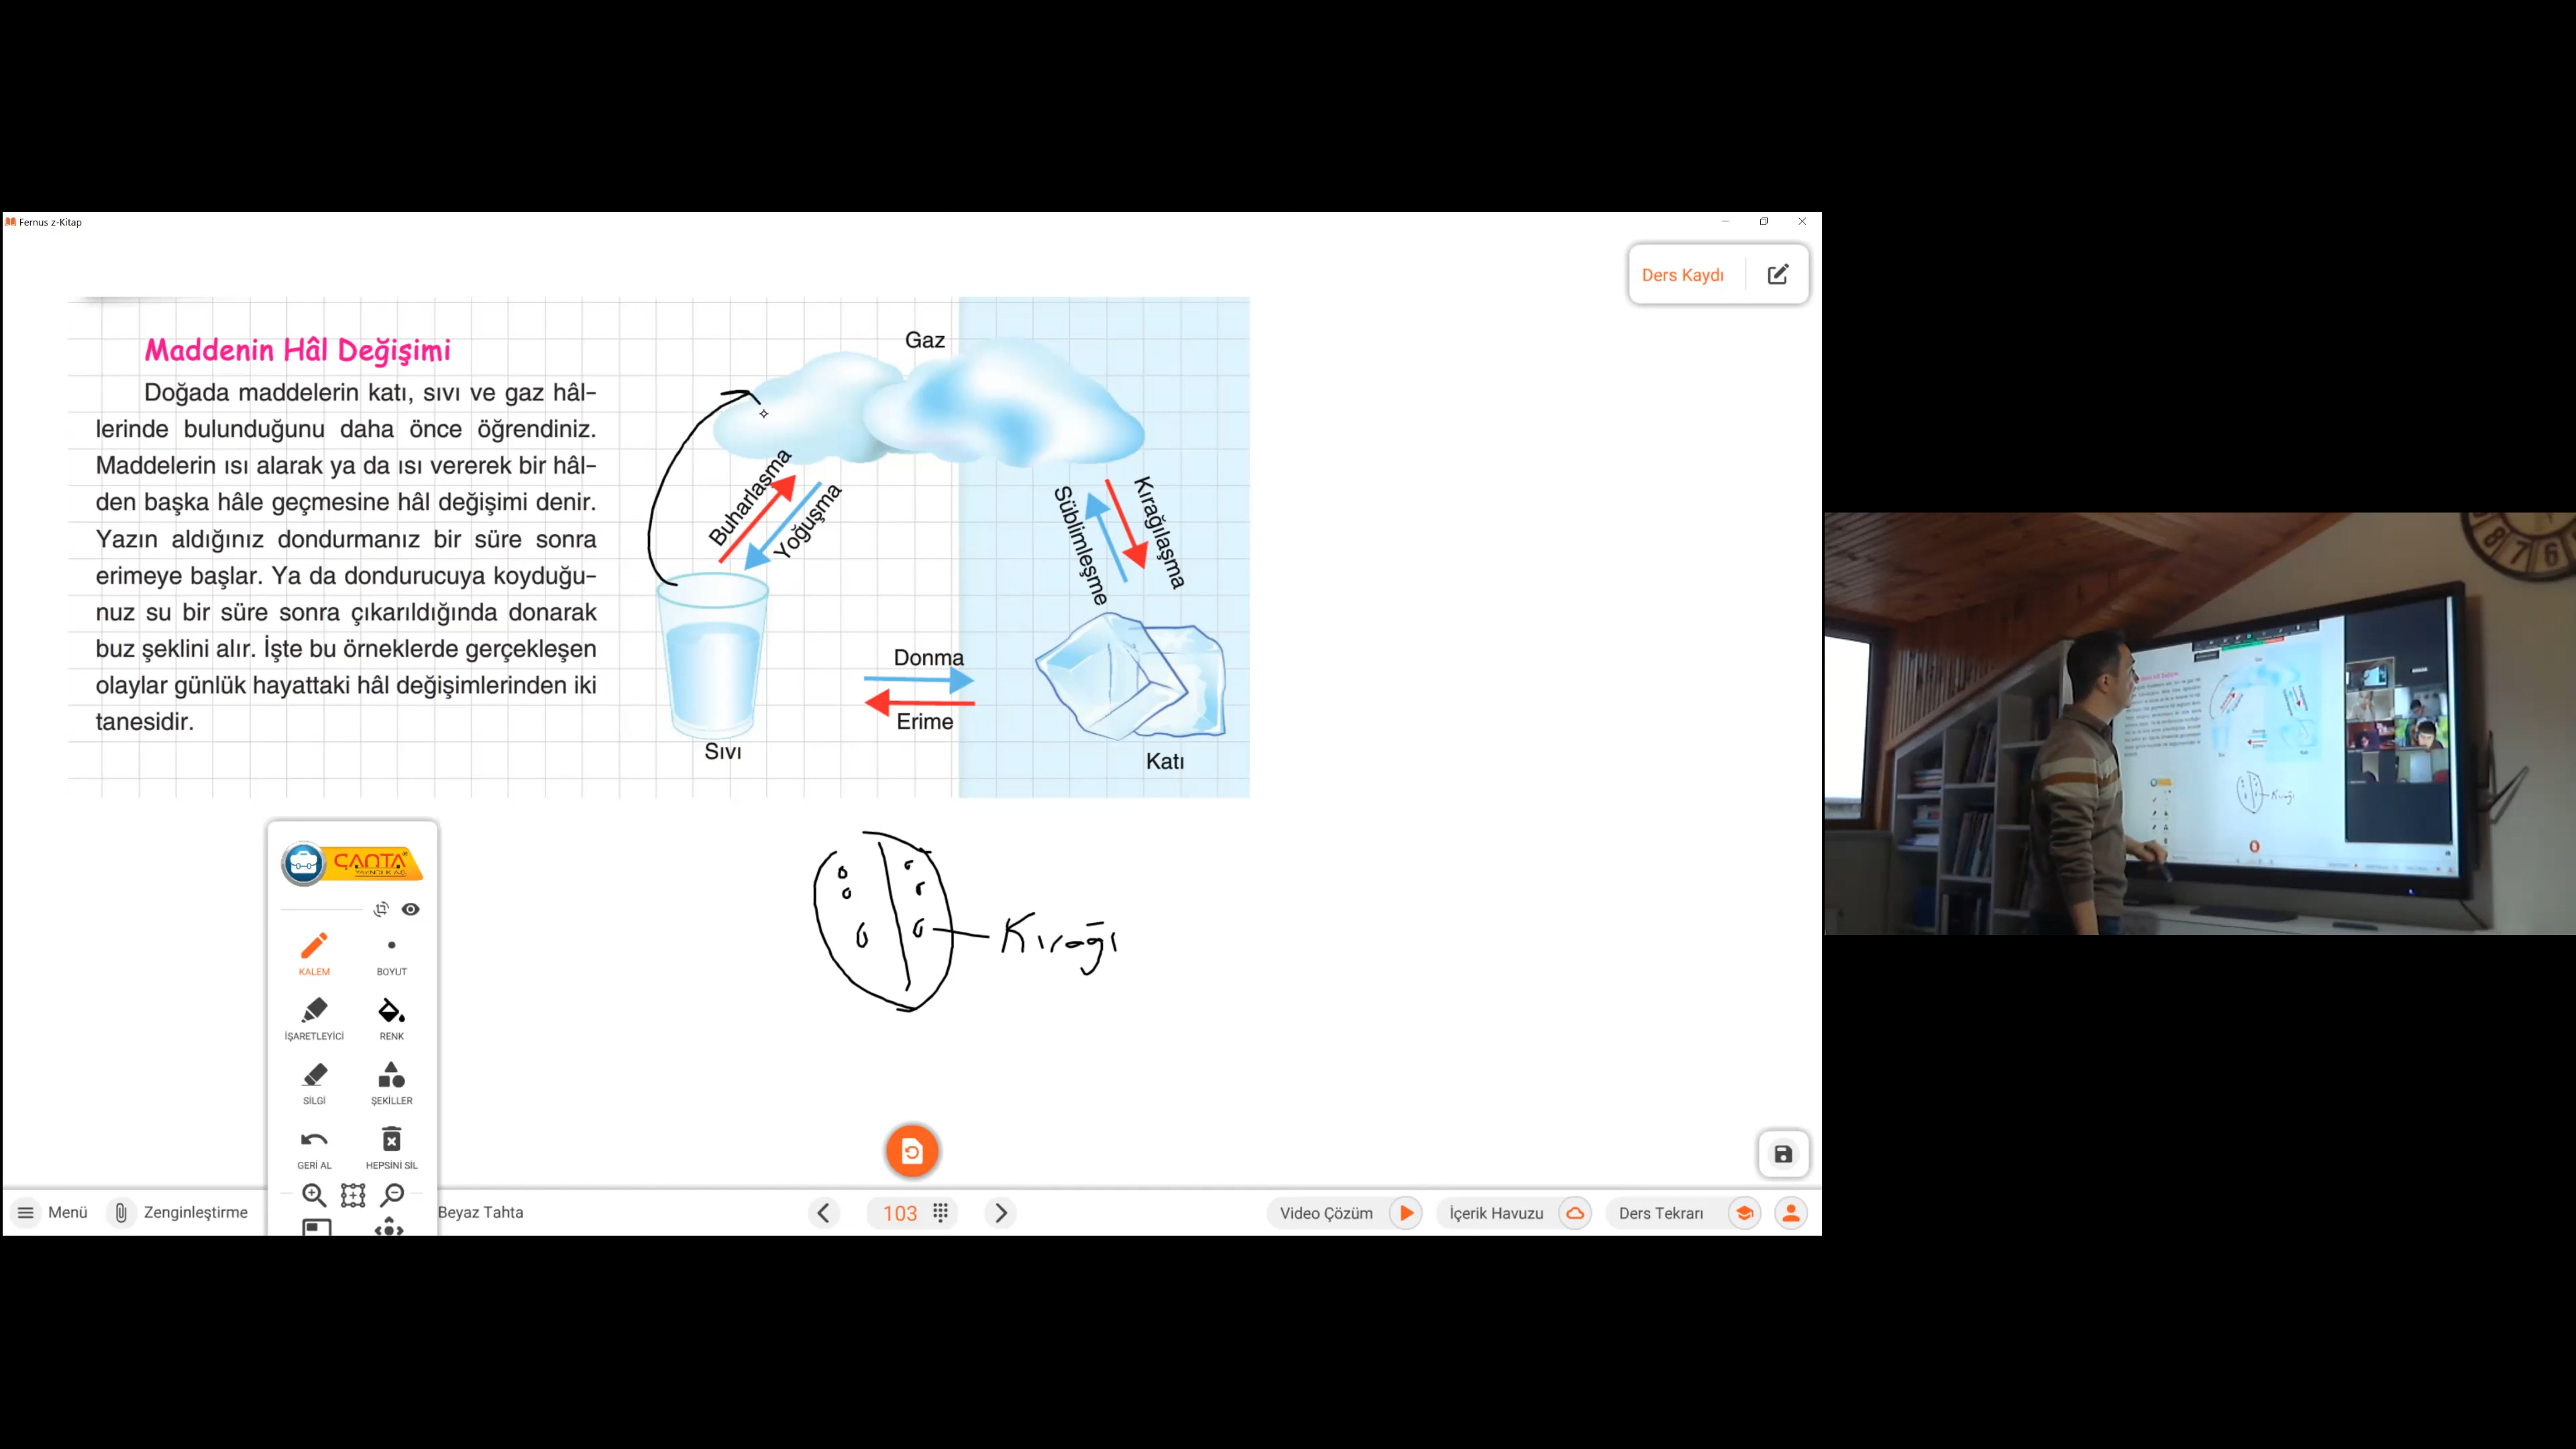 Fernus z-Kitap
Ders Kaydı
Maddenin Hâl Değişimi
Doğada maddelerin katı, sıvı ve gaz hâl-
lerinde bulunduğunu daha önce öğrendiniz.
Maddelerin ısı alarak ya da ısı vererek bir hâl-
den başka hâle geçmesine hâl değişimi denir.
Yazın aldığınız dondurmanız bir süre sonra
erimeye başlar. Ya da dondurucuya koyduğu-
nuz su bir süre sonra çıkarıldığında donarak
buz şeklini alır. İşte bu örneklerde gerçekleşen
olaylar günlük hayattaki hâl değişimlerinden iki
tanesidir.
Gaz
Buharlaşma
Yoğuşma
Süblimleşme
Kırağılaşma
Donma
Erime
Sıvı
Katı
Kırağı
ÇANTA
YAYINCILIK AŞ
KALEM
BOYUT
İŞARETLEYİCİ
RENK
SİLGİ
ŞEKİLLER
GERİ AL
HEPSİNİ SİL
Menü
Zenginleştirme
Beyaz Tahta
103
Video Çözüm
İçerik Havuzu
Ders Tekrarı
8 7 6